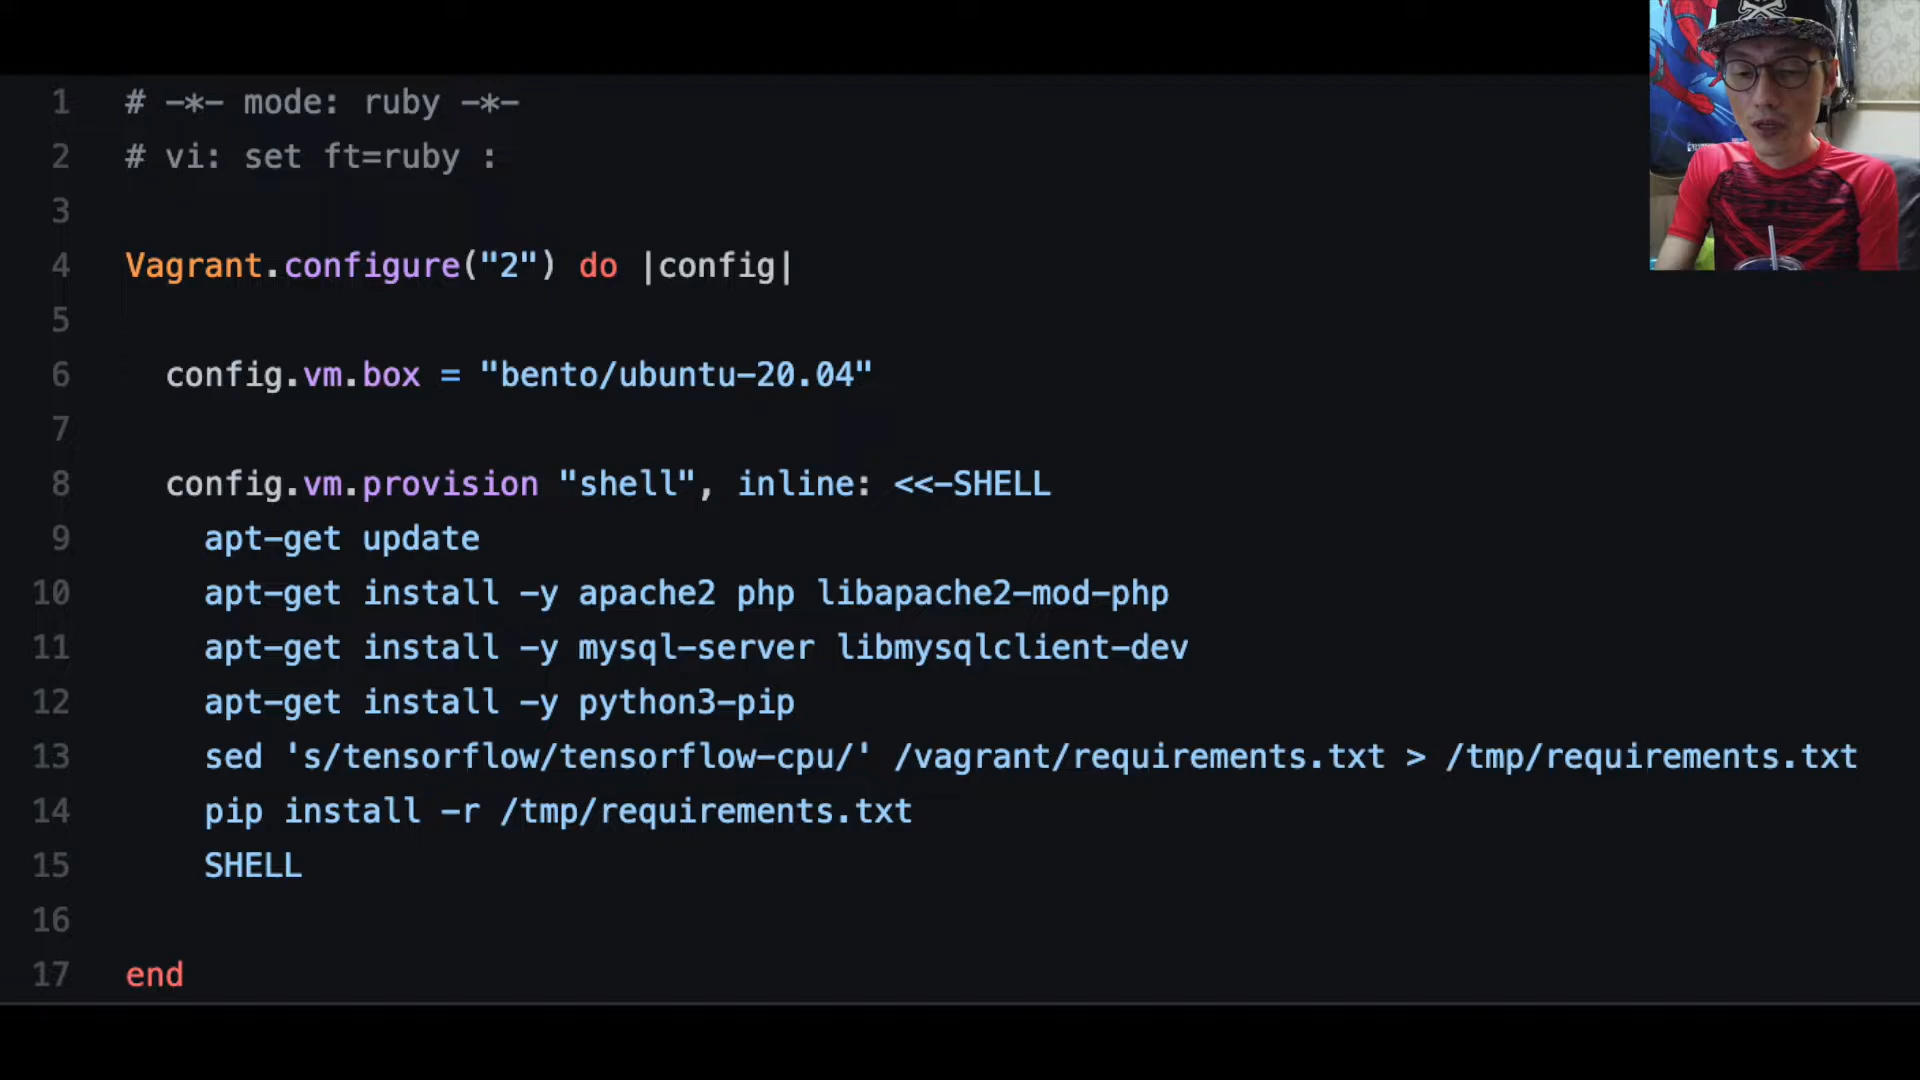 1 # -*- mode: ruby -*-
2 # vi: set ft=ruby :
3
4 Vagrant.configure("2") do |config|
5
6 config.vm.box = "bento/ubuntu-20.04"
7
8 config.vm.provision "shell", inline: <<-SHELL
9 apt-get update
10 apt-get install -y apache2 php libapache2-mod-php
11 apt-get install -y mysql-server libmysqlclient-dev
12 apt-get install -y python3-pip
13 sed 's/tensorflow/tensorflow-cpu/' /vagrant/requirements.txt > /tmp/requirements.txt
14 pip install -r /tmp/requirements.txt
15 SHELL
16
17 end